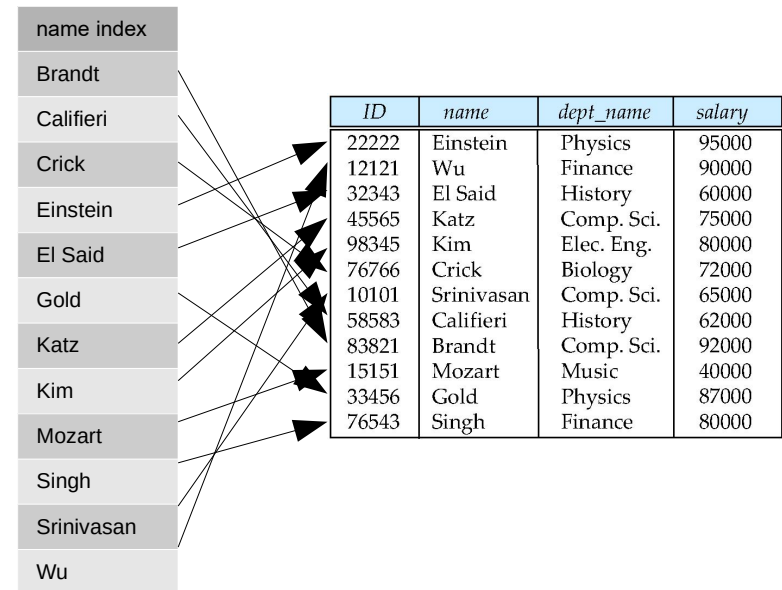 name index
Brandt
Califieri
Crick
Einstein
El Said
Gold
Katz
Kim
Mozart
Singh
Srinivasan
Wu
ID name dept_name salary
22222 Einstein Physics 95000
12121 Wu Finance 90000
32343 El Said History 60000
45565 Katz Comp. Sci. 75000
98345 Kim Elec. Eng. 80000
76766 Crick Biology 72000
10101 Srinivasan Comp. Sci. 65000
58583 Califieri History 62000
83821 Brandt Comp. Sci. 92000
15151 Mozart Music 40000
33456 Gold Physics 87000
76543 Singh Finance 80000